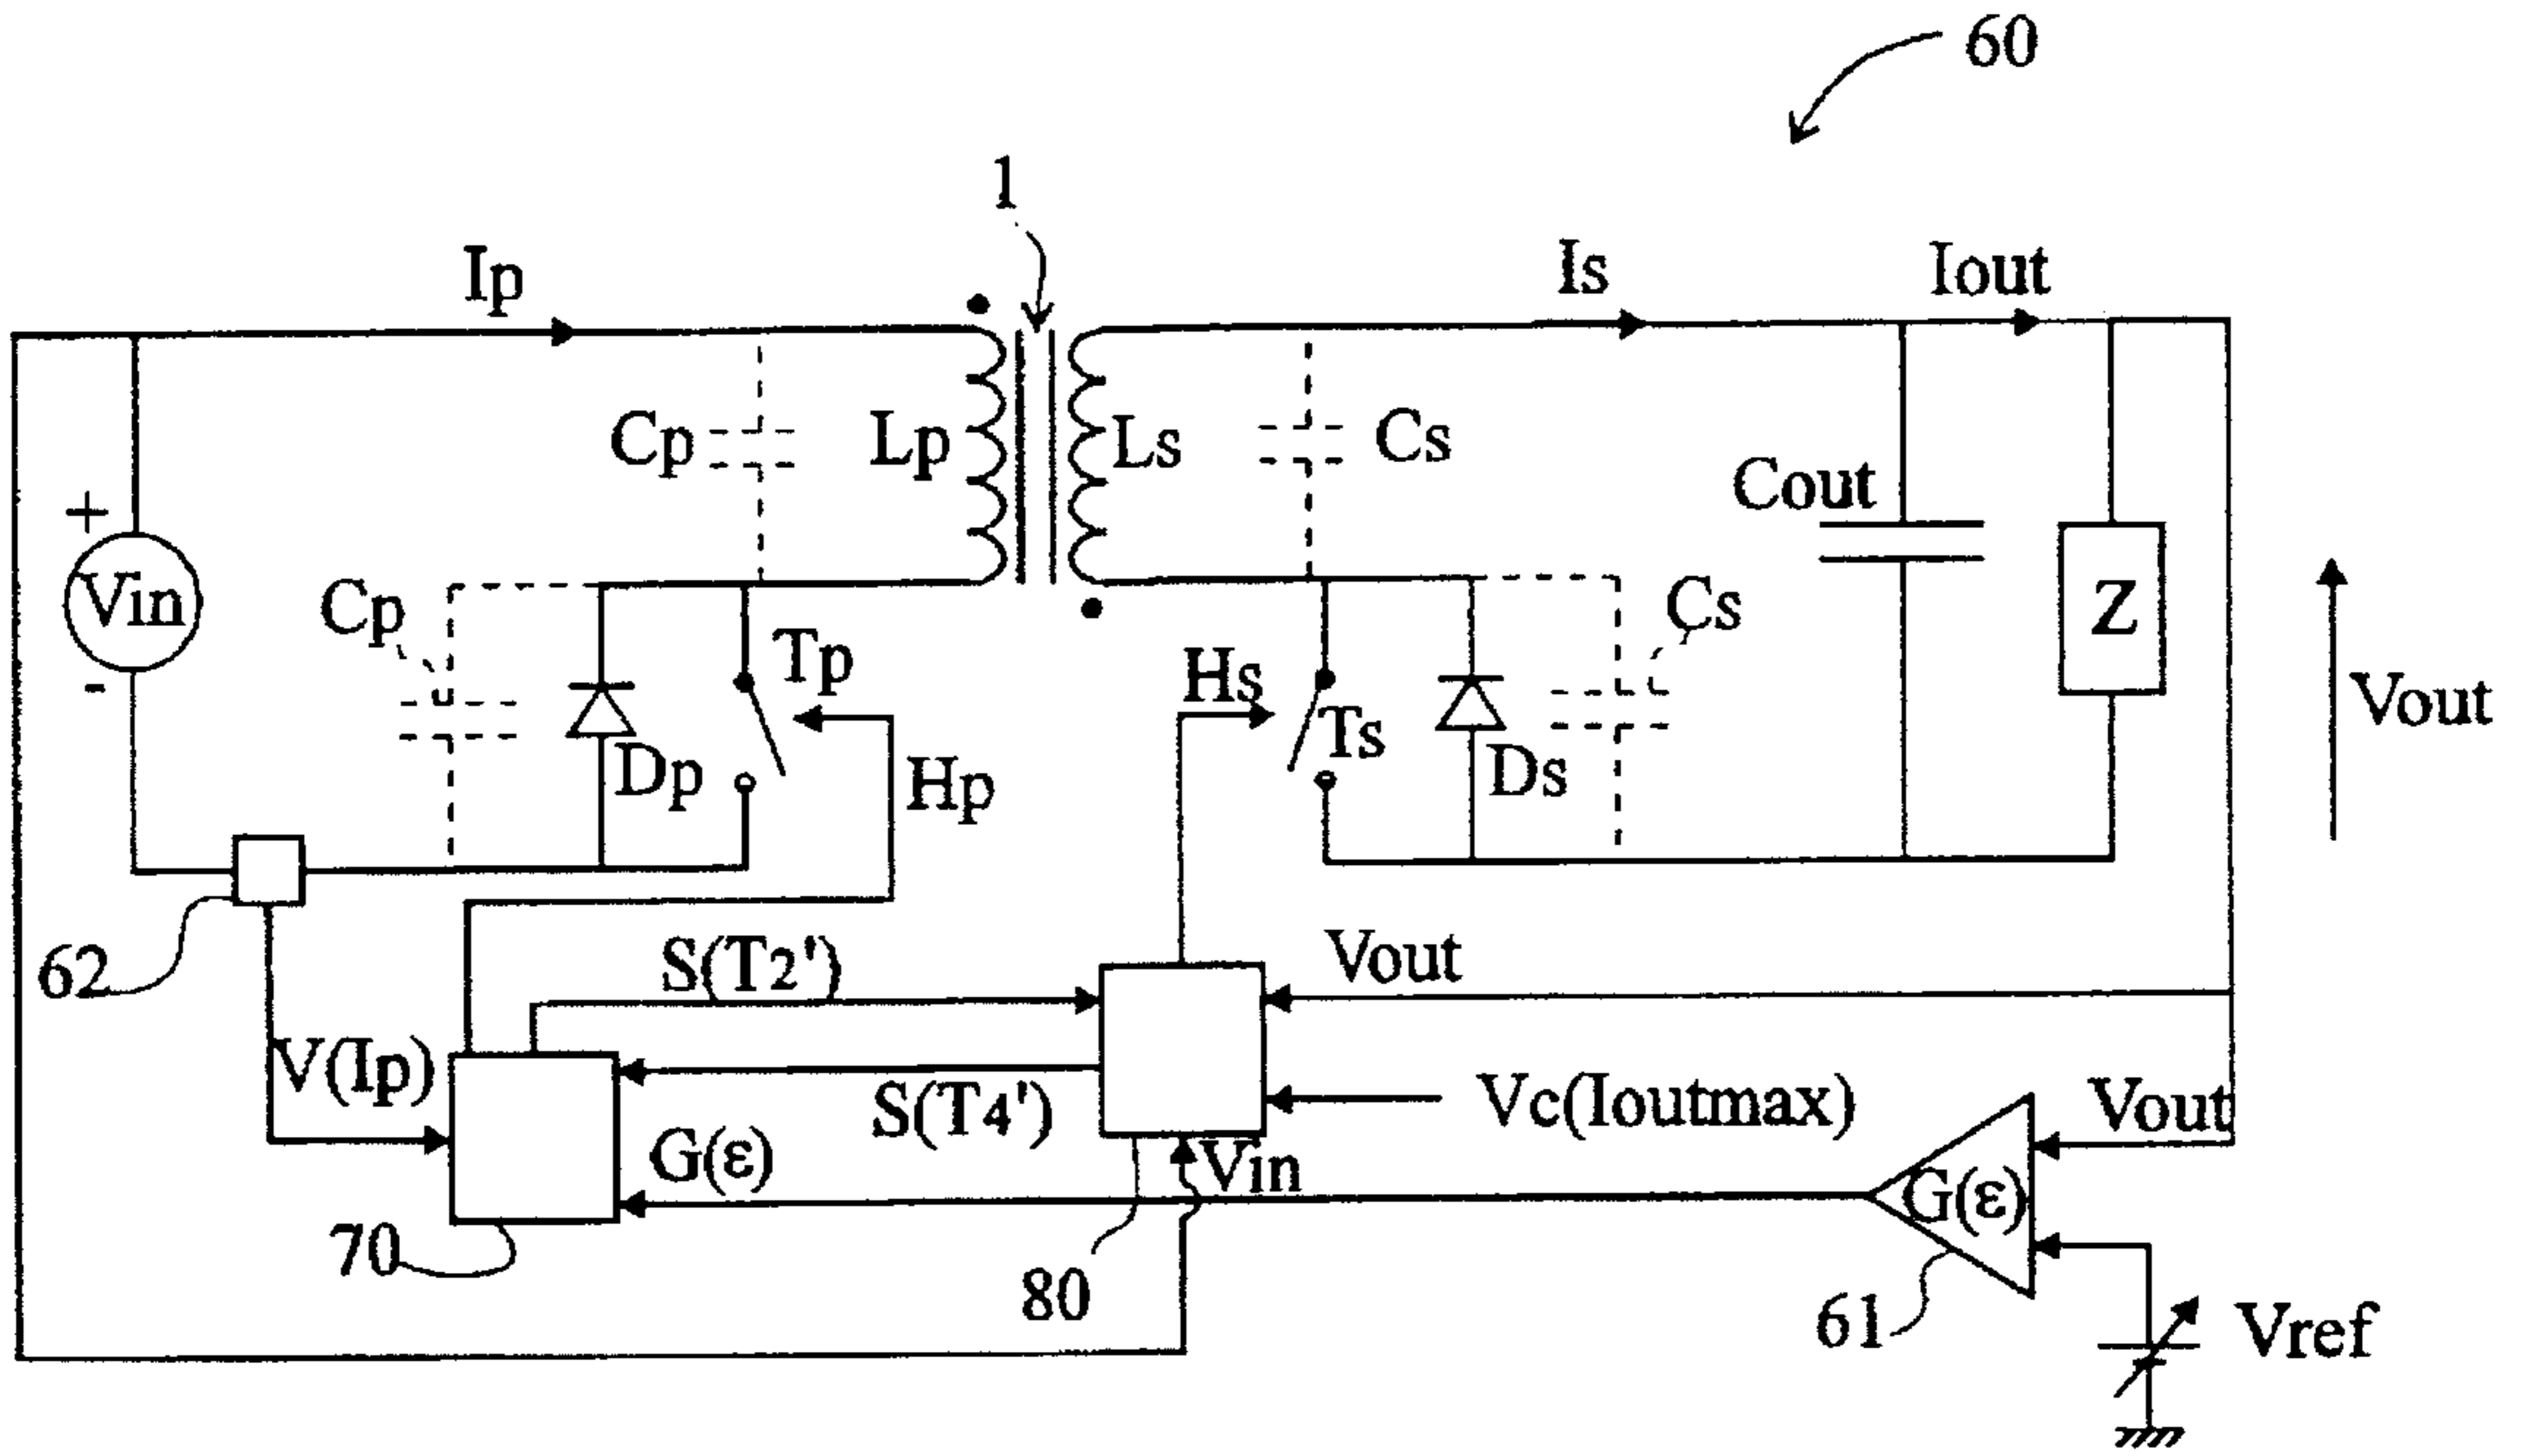 60
1
Ip
Is
Iout
Cp
Lp
Ls
Cs
Cout
+
Vin
-
Cp
Tp
Dp
Hp
Hs
Ts
Ds
Cs
Z
Vout
62
S(T2')
Vout
V(Ip)
S(T4')
Vc(Ioutmax)
Vout
G(ε)
Vin
G(ε)
70
80
61
Vref